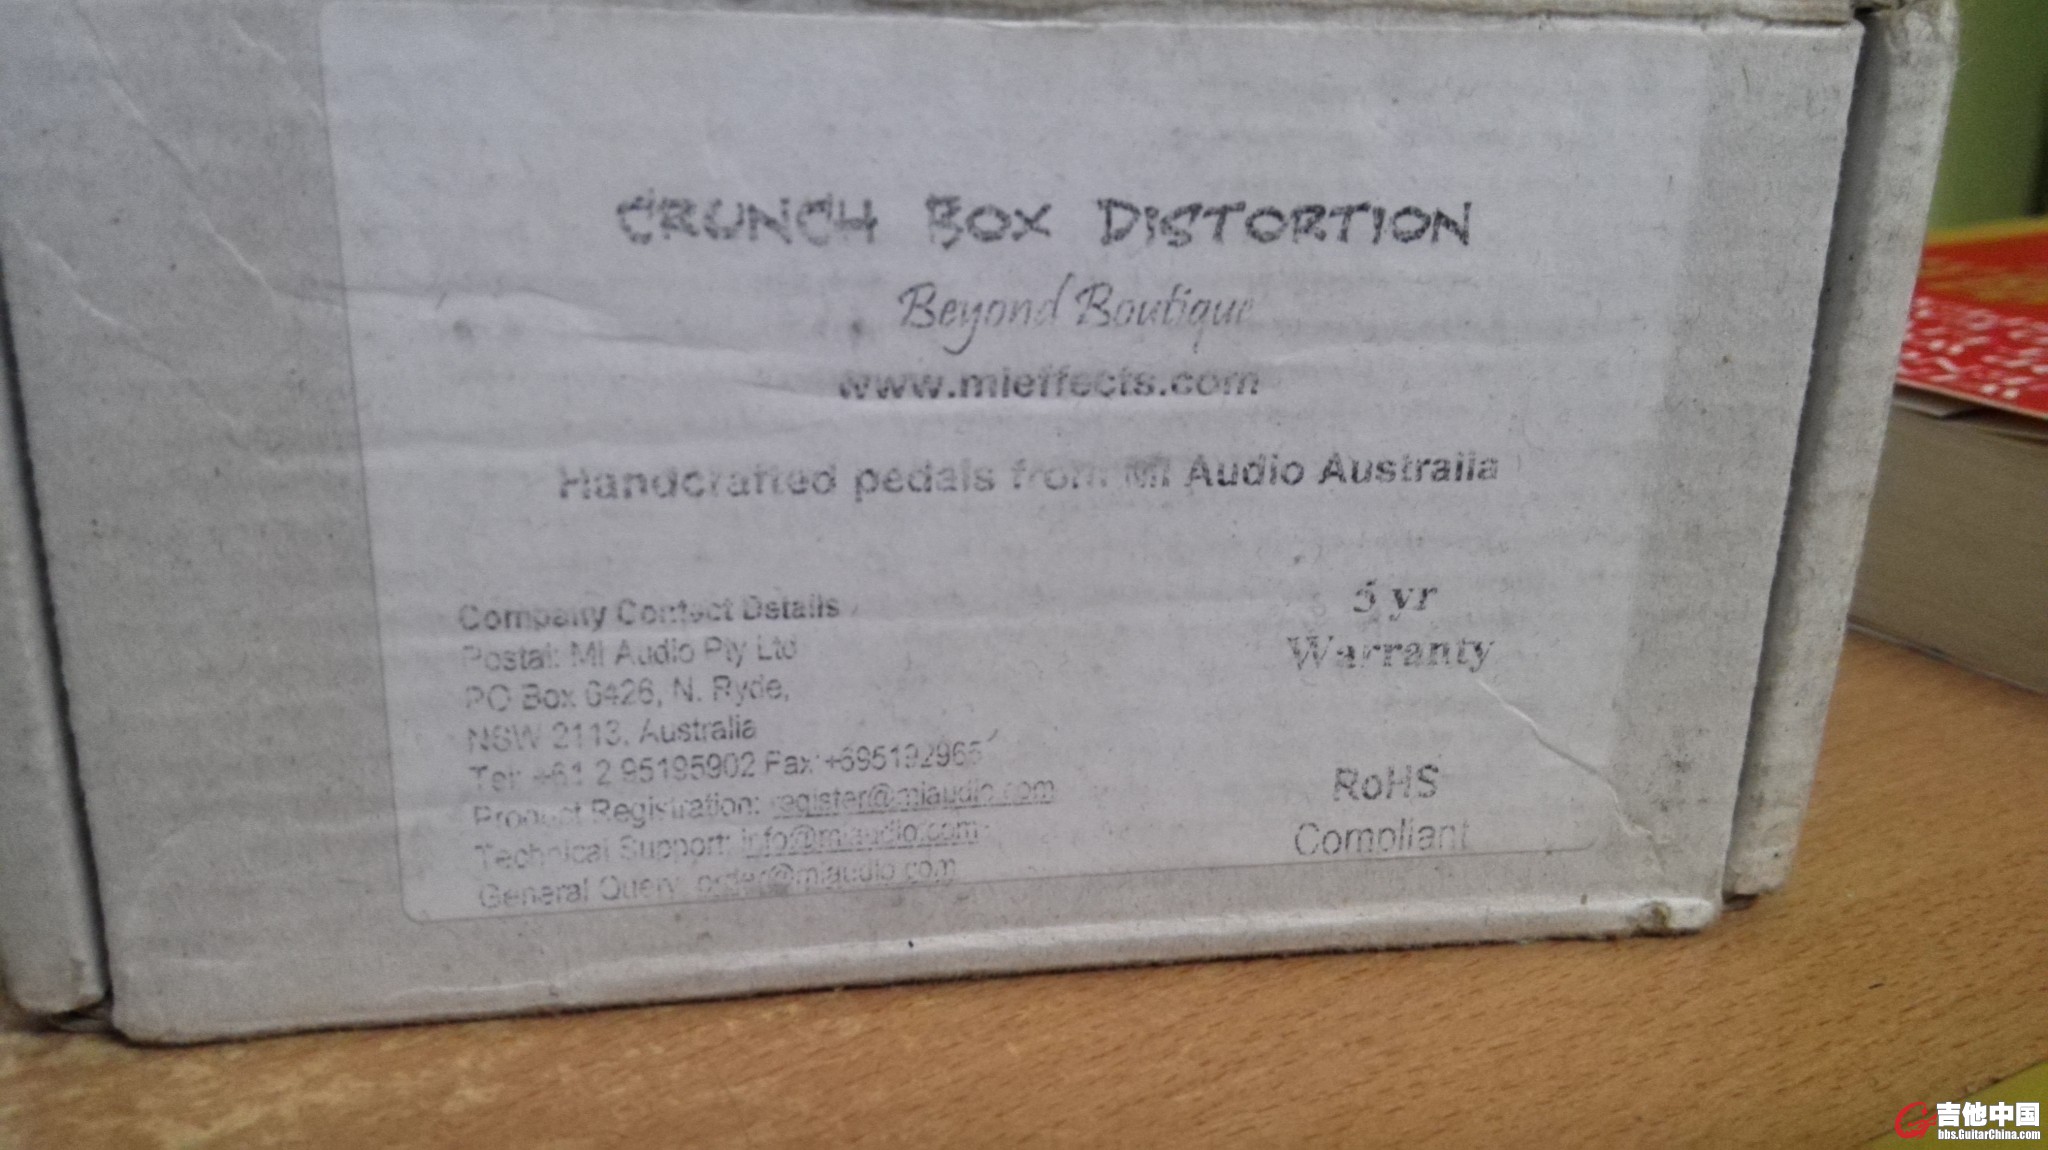 CRUNCH BOX DISTORTION
Beyond Boutique
www.mieffects.com
Handcrafted pedals from MI Audio Australia
Company Contact Details
Postal: MI Audio Pty Ltd
PO Box 6426, N. Ryde,
NSW 2113, Australia
Tel: +61 2 95195902 Fax: +695192965
Product Registration: register@miaudio.com
Technical Support: info@miaudio.com
General Query: order@miaudio.com
5 yr
Warranty
RoHS
Compliant
吉他中国
bbs.GuitarChina.com